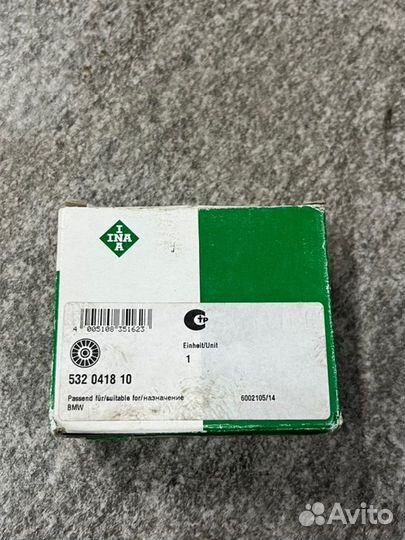 I
INA
A
4 005108 351623
СТР
Einheit/Unit
1
532 0418 10
Passend für/suitable for/назначение
6002105/14
BMW
Avito